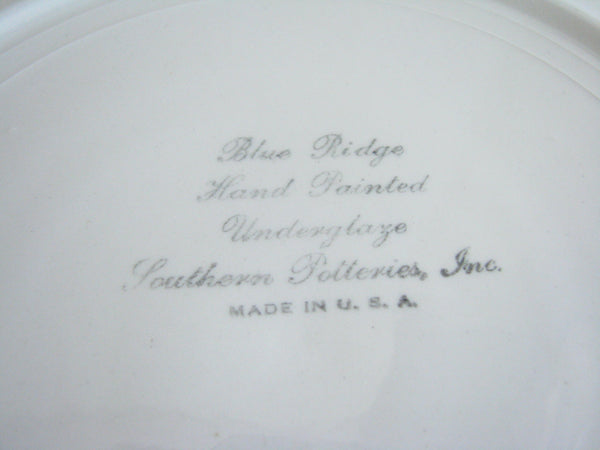 Blue Ridge
Hand Painted
Underglaze
Southern Potteries, Inc.
MADE IN U. S. A.